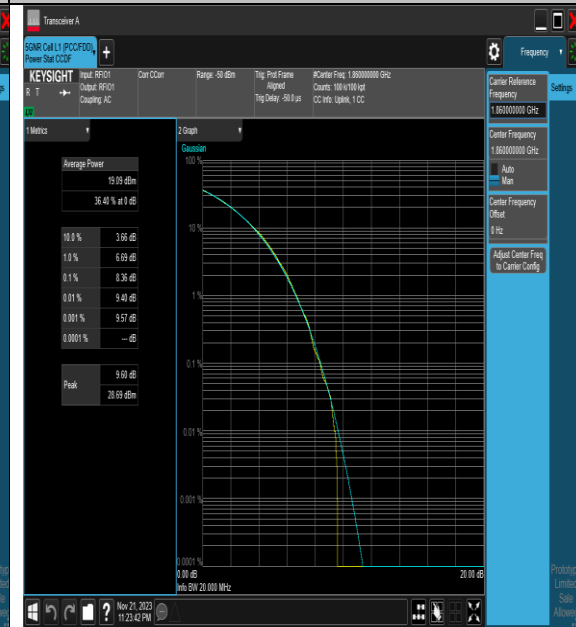 Transceiver A
5GNR Cell L1 (PCC/FDD),
Power Stat CCDF
+
Frequency
KEYSIGHT
R T
Input: RFIO1
Output: RFIO1
Coupling: AC
Corr CCorr
Range: -50 dBm
Trig: Prot Frame
Aligned
Trig Delay: -50.0 µs
#Center Freq: 1.860000000 GHz
Counts: 100 k/100 kpt
CC Info: Uplink, 1 CC
1 Metrics
Average Power
19.09 dBm
36.40 % at 0 dB
10.0 % 3.66 dB
1.0 % 6.69 dB
0.1 % 8.36 dB
0.01 % 9.40 dB
0.001 % 9.57 dB
0.0001 % --- dB
Peak
9.60 dB
28.69 dBm
2 Graph
Gaussian
100 %
10 %
1 %
0.1 %
0.01 %
0.001 %
0.0001 %
0.00 dB
20.00 dB
Info BW 20.000 MHz
Carrier Reference
Frequency
1.860000000 GHz
Center Frequency
1.860000000 GHz
Auto
Man
Center Frequency
Offset
0 Hz
Adjust Center Freq
to Carrier Config
Settings
Nov 21, 2023
11:23:42 PM
Limited
Sale